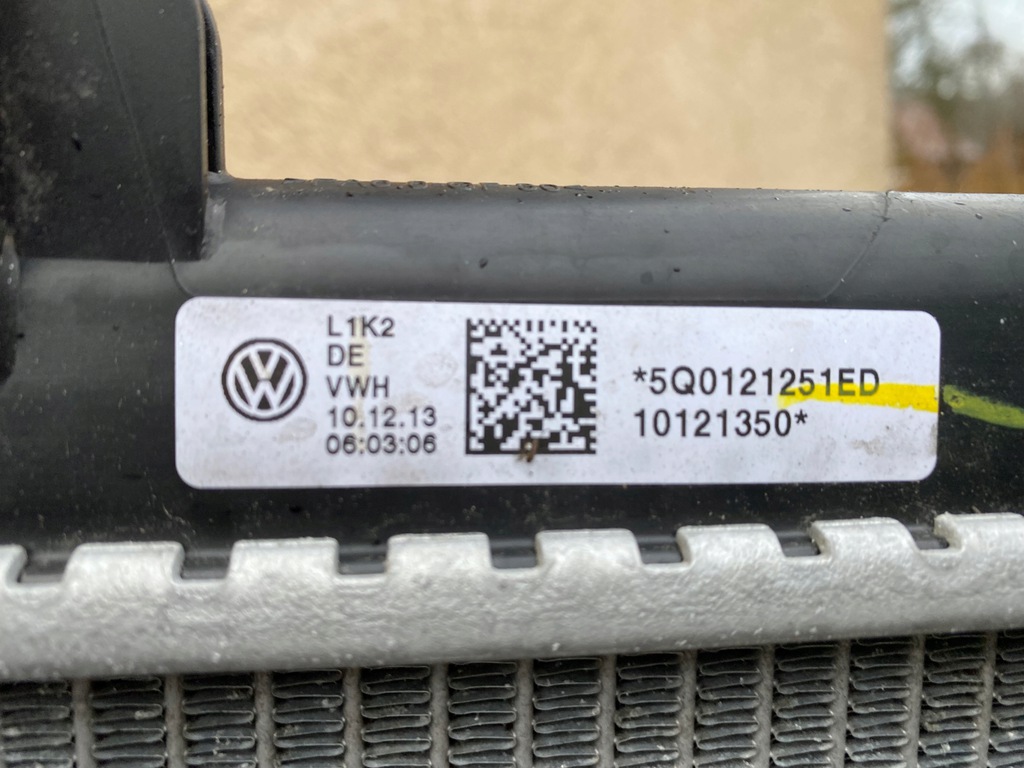 L1K2
DE
VWH
10.12.13
06:03:06
*5Q0121251ED
10121350*